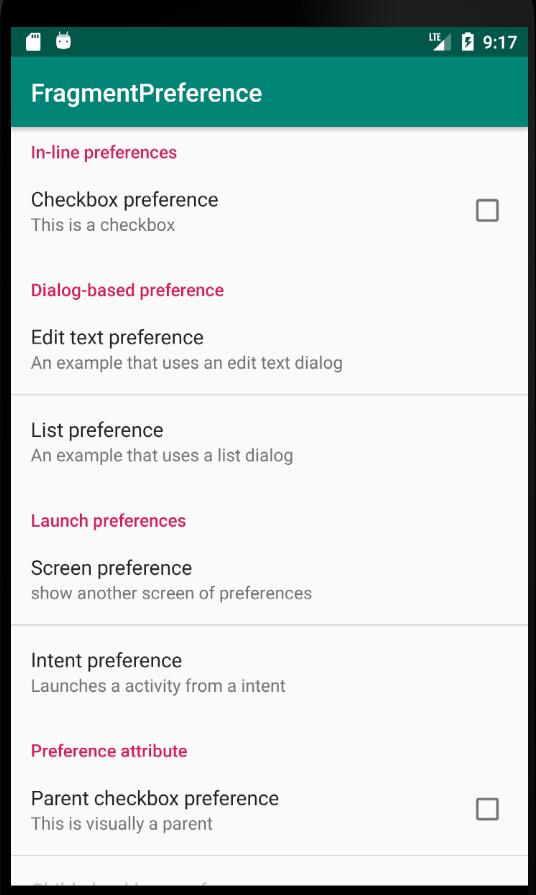 LTE 9:17
FragmentPreference
In-line preferences
Checkbox preference
This is a checkbox
Dialog-based preference
Edit text preference
An example that uses an edit text dialog
List preference
An example that uses a list dialog
Launch preferences
Screen preference
show another screen of preferences
Intent preference
Launches a activity from a intent
Preference attribute
Parent checkbox preference
This is visually a parent